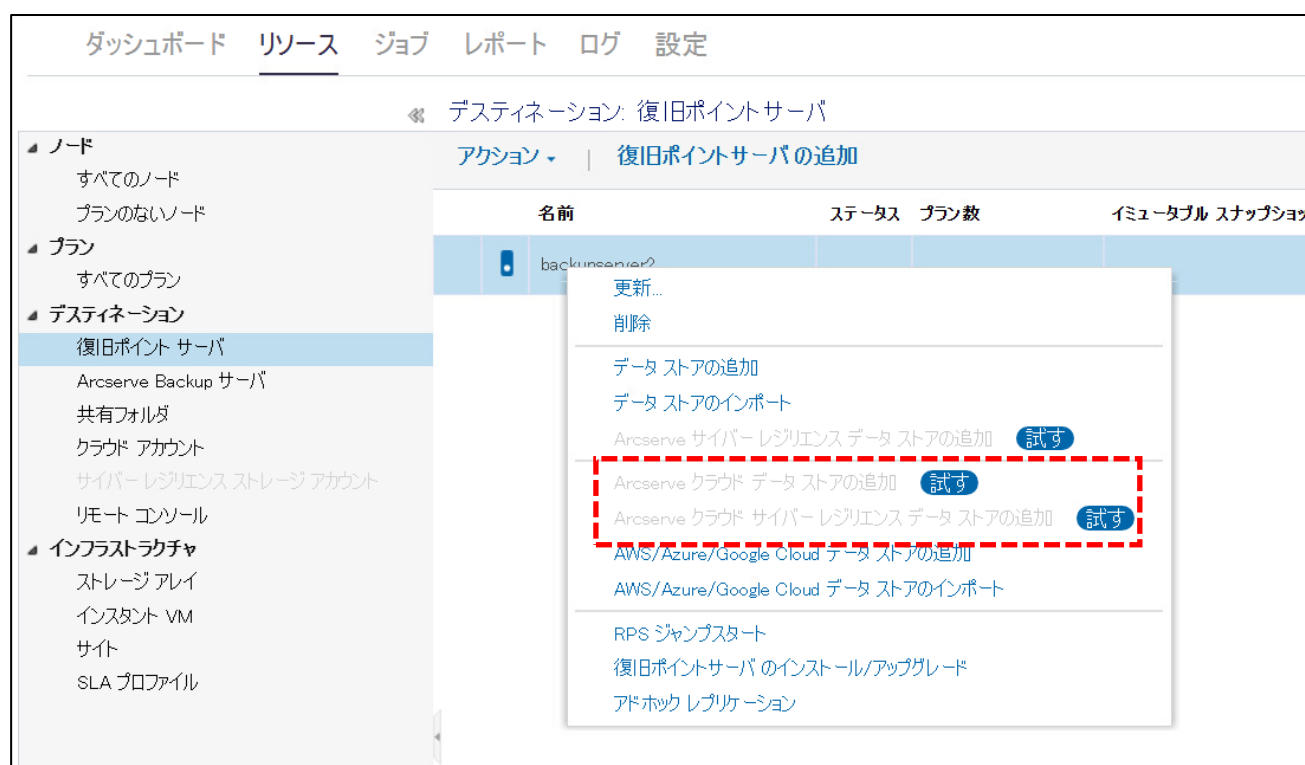 ダッシュボード リソース ジョブ レポート ログ 設定
デスティネーション: 復旧ポイントサーバ
ノード
すべてのノード
プランのないノード
プラン
すべてのプラン
デスティネーション
復旧ポイント サーバ
Arcserve Backup サーバ
共有フォルダ
クラウド アカウント
サイバー レジリエンス ストレージ アカウント
リモート コンソール
インフラストラクチャ
ストレージ アレイ
インスタント VM
サイト
SLA プロファイル
アクション | 復旧ポイントサーバ の追加
名前 ステータス プラン数 イミュータブル スナップショッ
backupserver2
更新...
削除
データ ストアの追加
データ ストアのインポート
Arcserve サイバー レジリエンス データ ストアの追加 試す
Arcserve クラウド データ ストアの追加 試す
Arcserve クラウド サイバー レジリエンス データ ストアの追加 試す
AWS/Azure/Google Cloud データ ストアの追加
AWS/Azure/Google Cloud データ ストアのインポート
RPS ジャンプスタート
復旧ポイントサーバ のインストール/アップグレード
アドホック レプリケーション